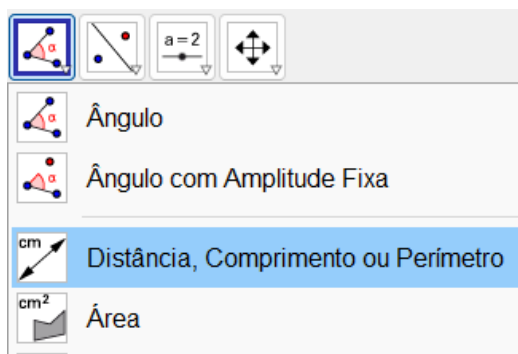 α a=2
α Ângulo
α Ângulo com Amplitude Fixa
cm Distância, Comprimento ou Perímetro
cm² Área